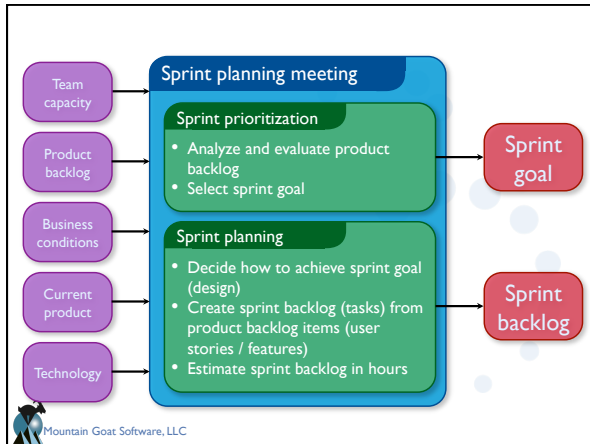 Team
capacity
Product
backlog
Business
conditions
Current
product
Technology
Sprint planning meeting
Sprint prioritization
• Analyze and evaluate product
backlog
• Select sprint goal
Sprint planning
• Decide how to achieve sprint goal
(design)
• Create sprint backlog (tasks) from
product backlog items (user
stories / features)
• Estimate sprint backlog in hours
Sprint
goal
Sprint
backlog
Mountain Goat Software, LLC